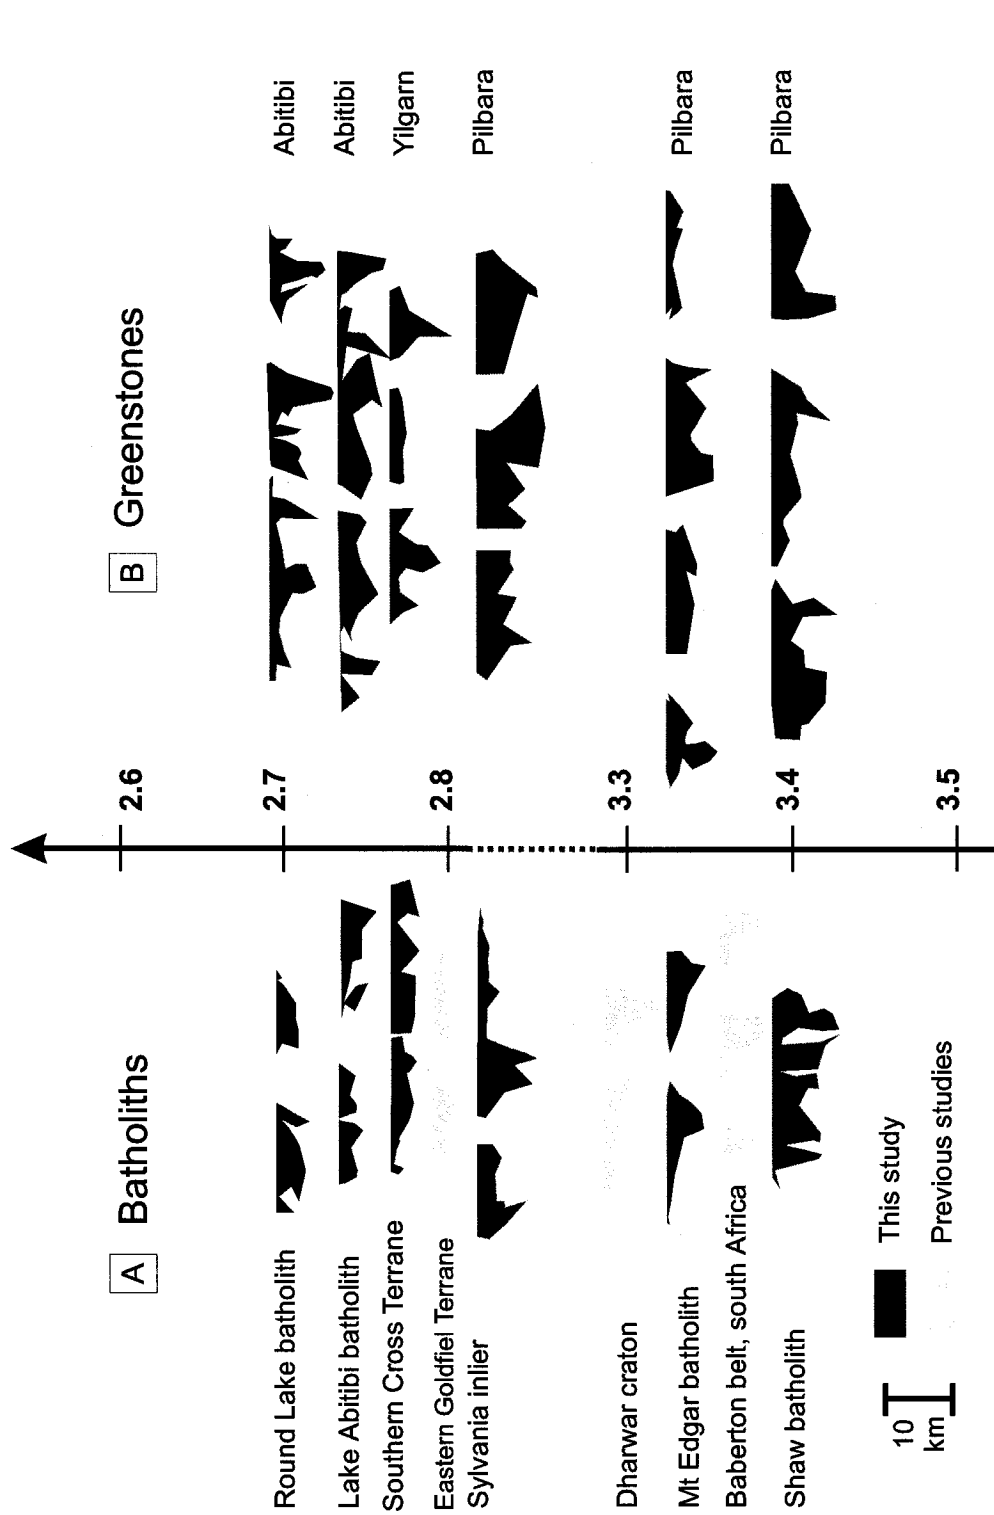 A Batholiths
B Greenstones
Round Lake batholith
Lake Abitibi batholith
Southern Cross Terrane
Eastern Goldfiel Terrane
Sylvania inlier
Dharwar craton
Mt Edgar batholith
Baberton belt, south Africa
Shaw batholith
2.6
2.7
2.8
3.3
3.4
3.5
Abitibi
Abitibi
Yilgarn
Pilbara
Pilbara
Pilbara
10
km
This study
Previous studies